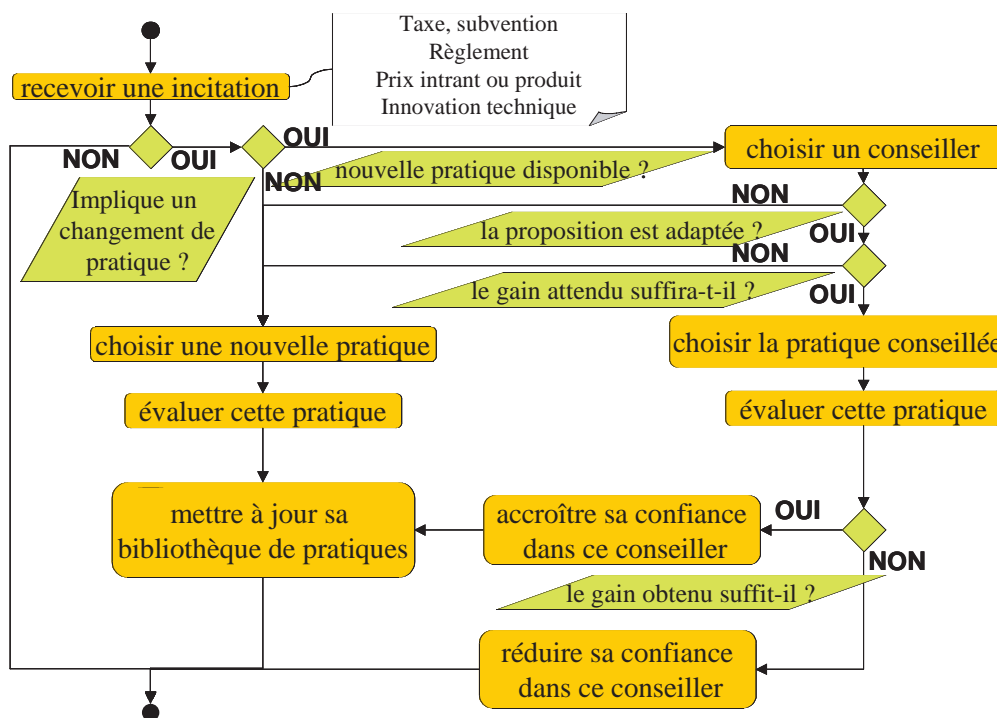 Taxe, subvention
Règlement
Prix intrant ou produit
Innovation technique
recevoir une incitation
OUI
NON
OUI
choisir un conseiller
nouvelle pratique disponible ?
NON
Implique un
changement de
pratique ?
NON
la proposition est adaptée ?
OUI
NON
le gain attendu suffira-t-il ?
OUI
choisir une nouvelle pratique
choisir la pratique conseillée
évaluer cette pratique
évaluer cette pratique
mettre à jour sa
bibliothèque de pratiques
accroître sa confiance
dans ce conseiller
OUI
NON
le gain obtenu suffit-il ?
réduire sa confiance
dans ce conseiller